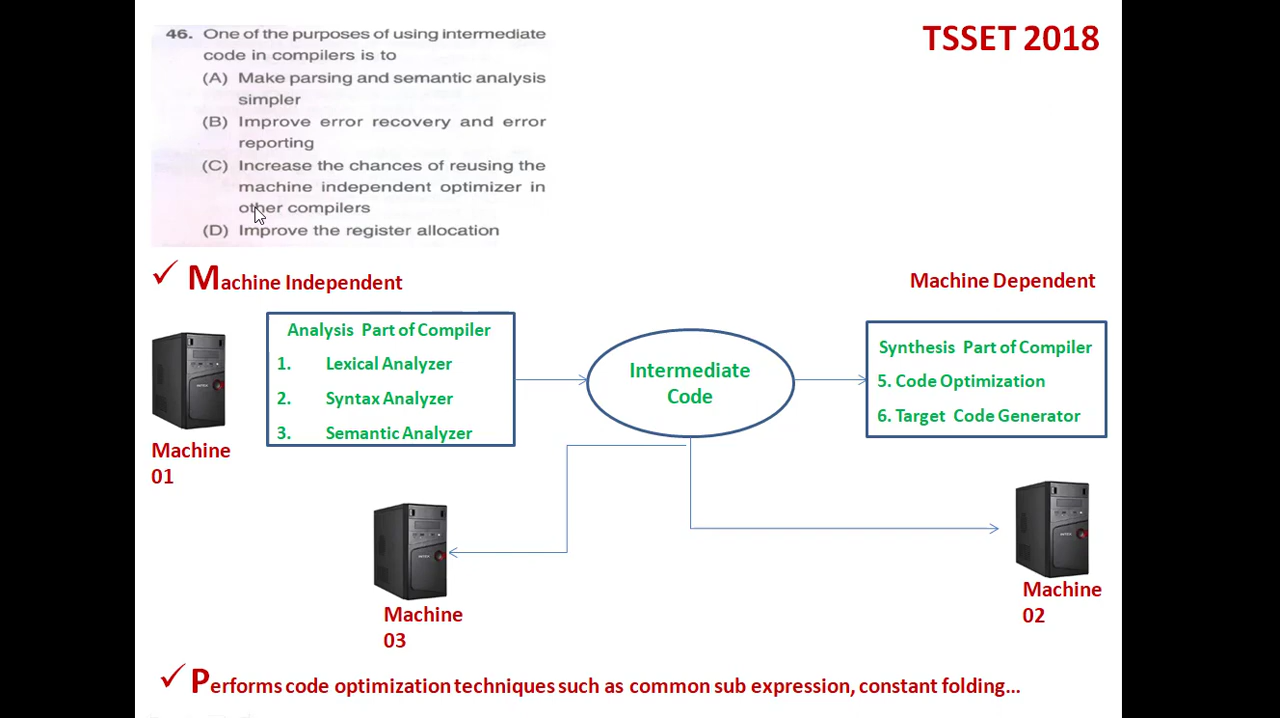 TSSET 2018
46. One of the purposes of using intermediate
code in compilers is to
(A) Make parsing and semantic analysis
simpler
(B) Improve error recovery and error
reporting
(C) Increase the chances of reusing the
machine independent optimizer in
other compilers
(D) Improve the register allocation
Machine Independent
Machine Dependent
Analysis Part of Compiler
1. Lexical Analyzer
2. Syntax Analyzer
3. Semantic Analyzer
Intermediate
Code
Synthesis Part of Compiler
5. Code Optimization
6. Target Code Generator
Machine
01
Machine
03
Machine
02
Performs code optimization techniques such as common sub expression, constant folding...